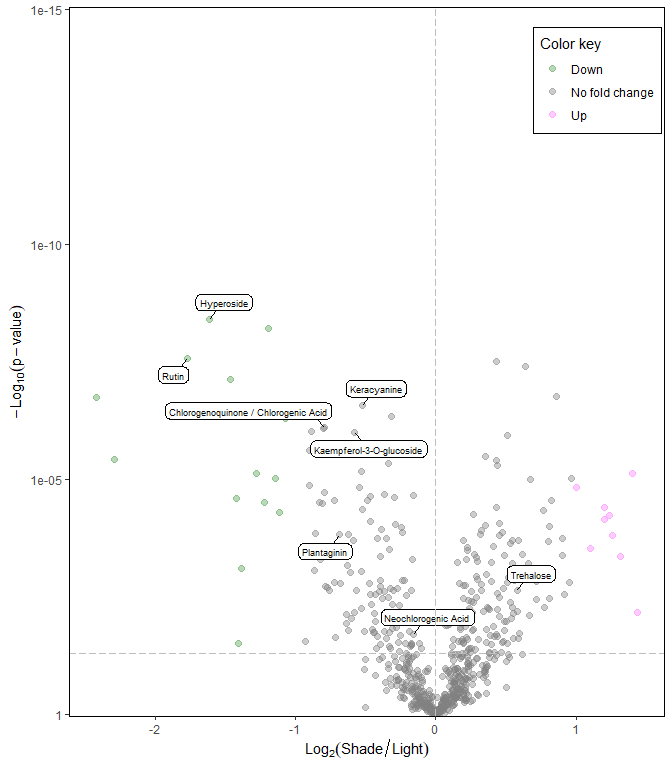 1e-15
Color key
Down
No fold change
Up
1e-10
Hyperoside
Rutin
Keracyanine
Chlorogenoquinone / Chlorogenic Acid
Kaempferol-3-O-glucoside
1e-05
Plantaginin
Trehalose
Neochlorogenic Acid
1
-2
-1
0
1
−Log10(p−value)
Log2(Shade/Light)